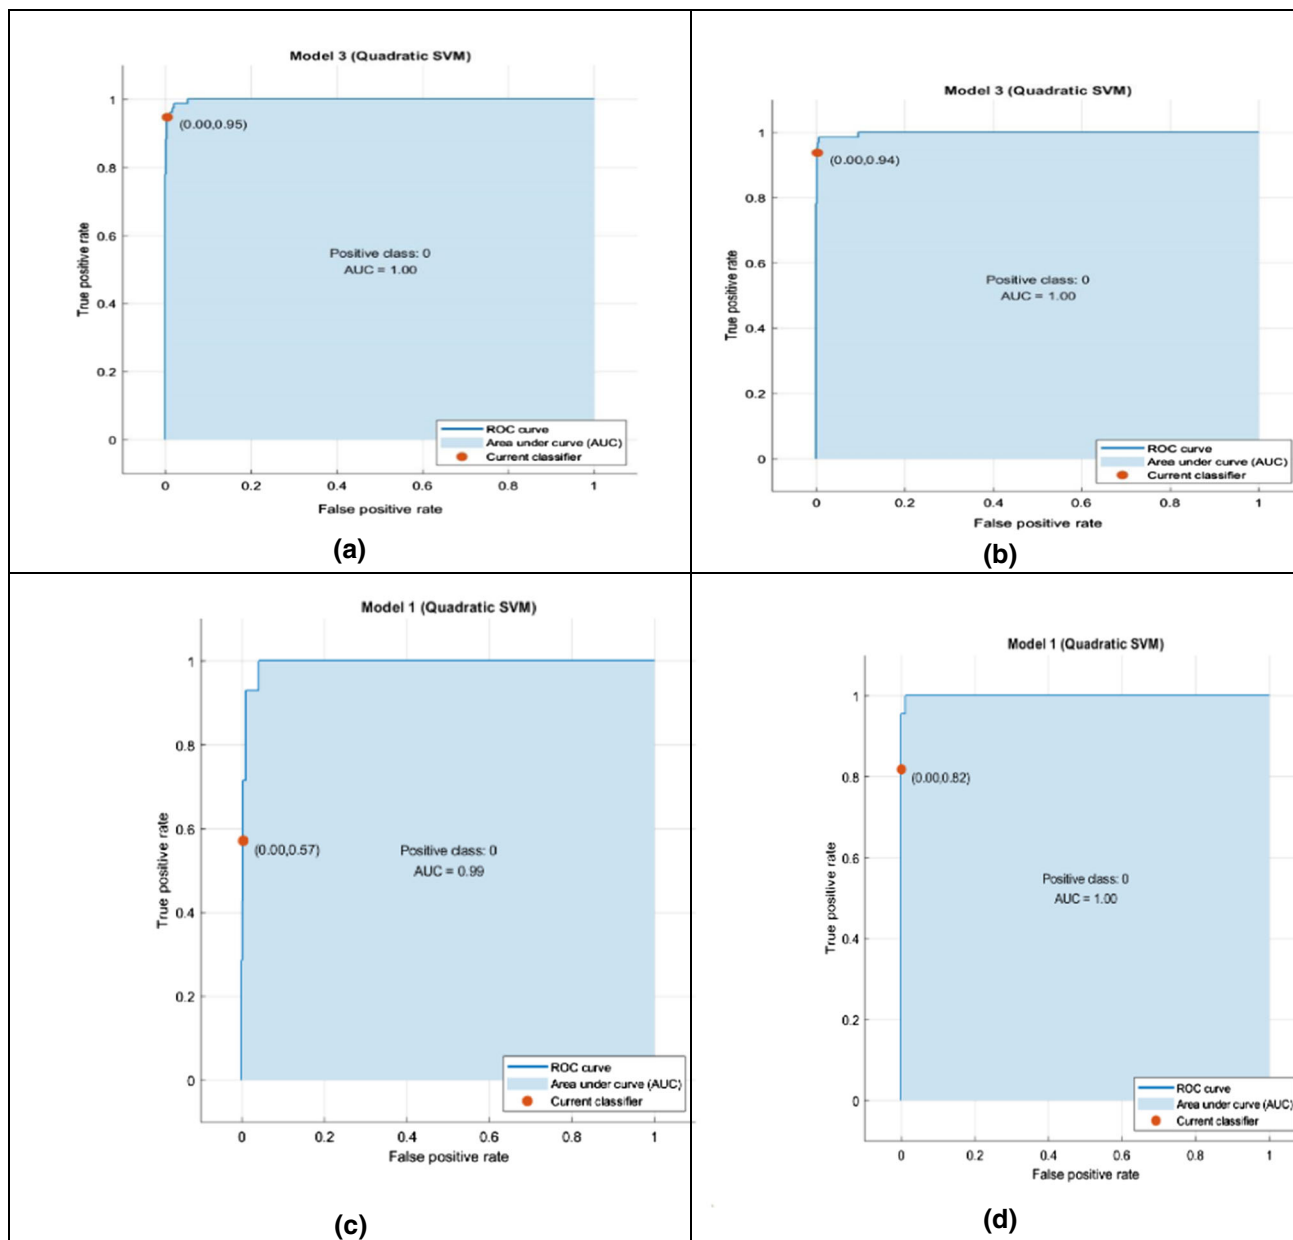 Model 3 (Quadratic SVM)
1
0.8
0.6
0.4
0.2
0
True positive rate
(0.00,0.95)
Positive class: 0
AUC = 1.00
ROC curve
Area under curve (AUC)
Current classifier
0 0.2 0.4 0.6 0.8 1
False positive rate
(a)
Model 3 (Quadratic SVM)
1
0.8
0.6
0.4
0.2
0
True positive rate
(0.00,0.94)
Positive class: 0
AUC = 1.00
ROC curve
Area under curve (AUC)
Current classifier
0 0.2 0.4 0.6 0.8 1
False positive rate
(b)
Model 1 (Quadratic SVM)
1
0.8
0.6
0.4
0.2
0
True positive rate
(0.00,0.57)
Positive class: 0
AUC = 0.99
ROC curve
Area under curve (AUC)
Current classifier
0 0.2 0.4 0.6 0.8 1
False positive rate
(c)
Model 1 (Quadratic SVM)
1
0.8
0.6
0.4
0.2
0
True positive rate
(0.00,0.82)
Positive class: 0
AUC = 1.00
ROC curve
Area under curve (AUC)
Current classifier
0 0.2 0.4 0.6 0.8 1
False positive rate
(d)